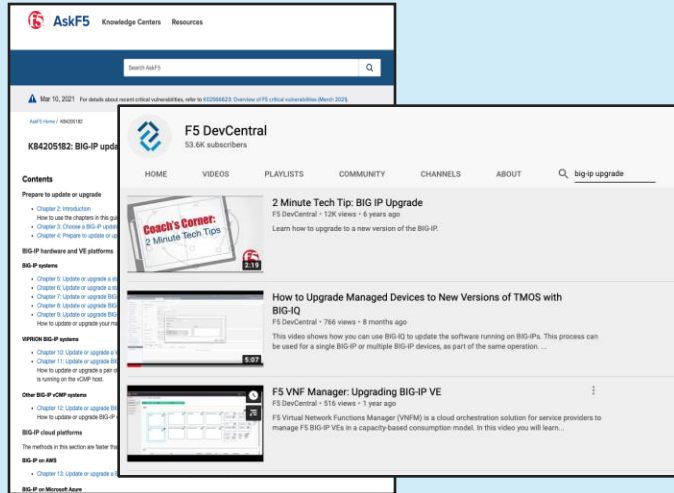 AskF5 Knowledge Centers Resources
Search AskF5
Mar 10, 2021 For details about recent critical vulnerabilities, refer to K02566623: Overview of F5 critical vulnerabilities (March 2021).
AskF5 Home / K84205182
K84205182: BIG-IP upda
Contents
Prepare to update or upgrade
Chapter 2: Introduction
How to use the chapters in this gui
Chapter 3: Choose a BIG-IP update
Chapter 4: Prepare to update or up
BIG-IP hardware and VE platforms
BIG-IP systems
Chapter 5: Update or upgrade a st
Chapter 6: Update or upgrade a st
Chapter 7: Update or upgrade BIG
Chapter 8: Update or upgrade BIG
Chapter 9: Update or upgrade BIG
How to update or upgrade your ma
VIPRION BIG-IP systems
Chapter 10: Update or upgrade a V
Chapter 11: Update or upgrade BIG
How to update or upgrade a pair of
is running on the vCMP host.
Other BIG-IP vCMP systems
Chapter 12: Update or upgrade BI
How to update or upgrade BIG-IP
BIG-IP cloud platforms
The methods in this section are faster tha
BIG-IP on AWS
Chapter 13: Update or upgrade a B
BIG-IP on Microsoft Azure
F5 DevCentral
53.6K subscribers
HOME VIDEOS PLAYLISTS COMMUNITY CHANNELS ABOUT big-ip upgrade
Coach's Corner:
2 Minute Tech Tips
2:19
2 Minute Tech Tip: BIG IP Upgrade
F5 DevCentral • 12K views • 6 years ago
Learn how to upgrade to a new version of the BIG-IP.
5:07
How to Upgrade Managed Devices to New Versions of TMOS with
BIG-IQ
F5 DevCentral • 766 views • 8 months ago
This video shows how you can use BIG-IQ to update the software running on BIG-IPs. This process can
be used for a single BIG-IP or multiple BIG-IP devices, as part of the same operation. ...
F5 VNF Manager: Upgrading BIG-IP VE
F5 DevCentral • 516 views • 1 year ago
F5 Virtual Network Functions Manager (VNFM) is a cloud orchestration solution for service providers to
manage F5 BIG-IP VEs in a capacity-based consumption model. In this video you will learn...